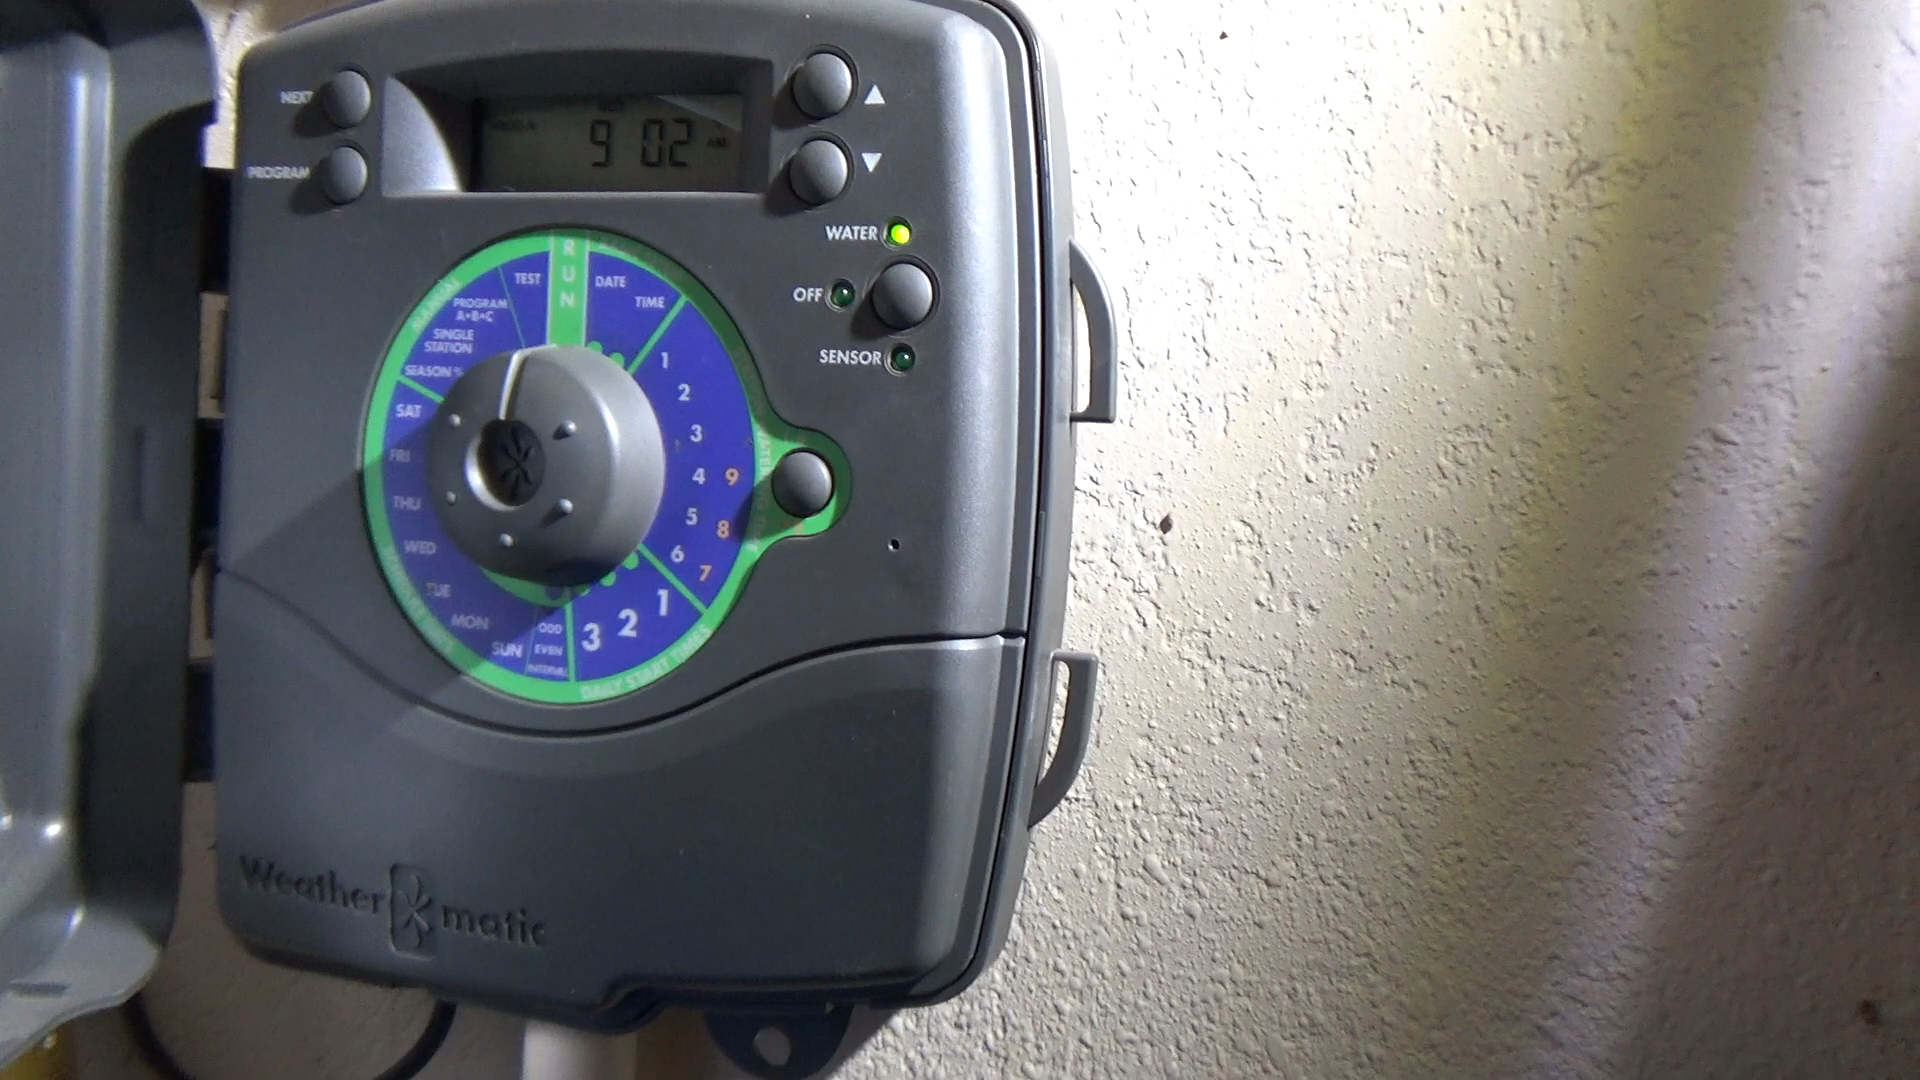 NEXT
PROGRAM
9 02 AM
WATER
OFF
SENSOR
RUN
DATE
TIME
1
2
3
4 9
5 8
6 7
1
2
3
DAILY START TIMES
ODD
EVEN
INTERVAL
SUN
MON
TUE
WED
THU
FRI
SAT
SEASON %
SINGLE
STATION
PROGRAM
A•B•C
TEST
MANUAL
Weather matic